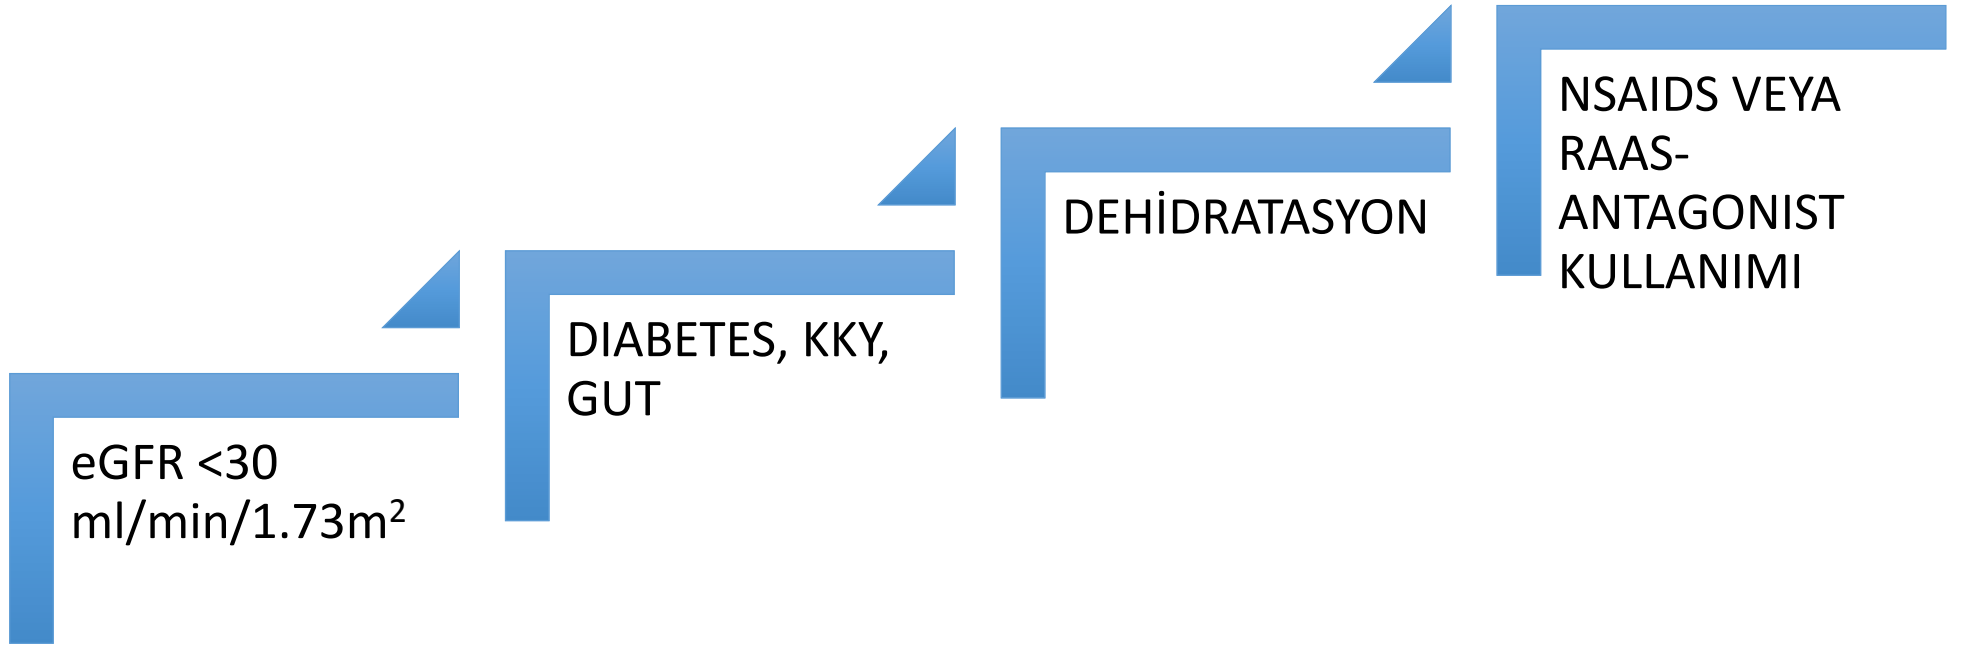 eGFR <30
ml/min/1.73m²
DIABETES, KKY,
GUT
DEHİDRATASYON
NSAIDS VEYA
RAAS-
ANTAGONIST
KULLANIMI